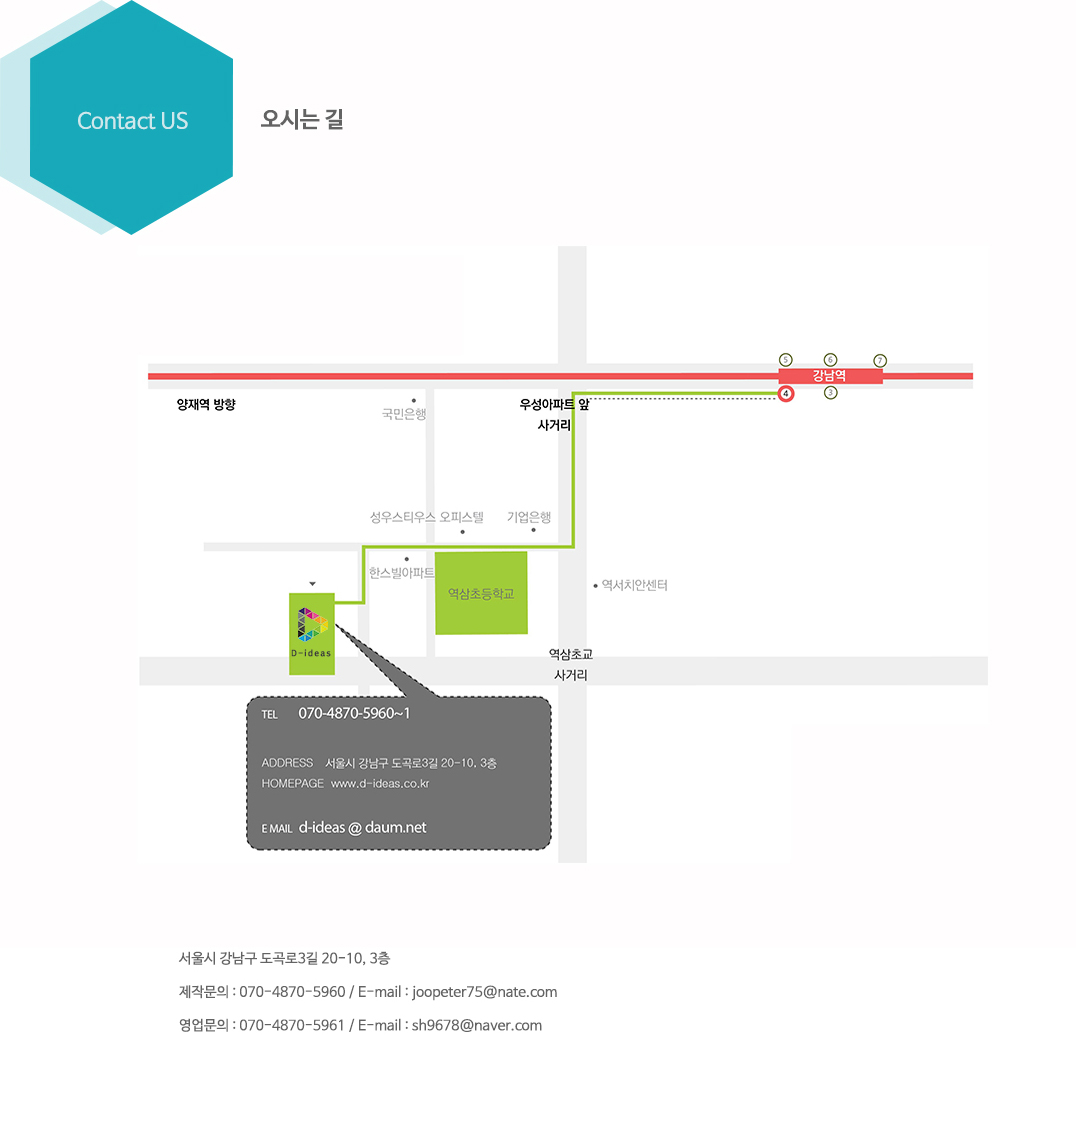 Contact US
오시는 길
5
6
7
강남역
4
3
양재역 방향
국민은행
우성아파트 앞
사거리
성우스티우스 오피스텔
기업은행
한스빌아파트
역삼초등학교
역서치안센터
D-ideas
역삼초교
사거리
TEL 070-4870-5960~1
ADDRESS 서울시 강남구 도곡로3길 20-10, 3층
HOMEPAGE www.d-ideas.co.kr
E MAIL d-ideas @ daum.net
서울시 강남구 도곡로3길 20-10, 3층
제작문의 : 070-4870-5960 / E-mail : joopeter75@nate.com
영업문의 : 070-4870-5961 / E-mail : sh9678@naver.com